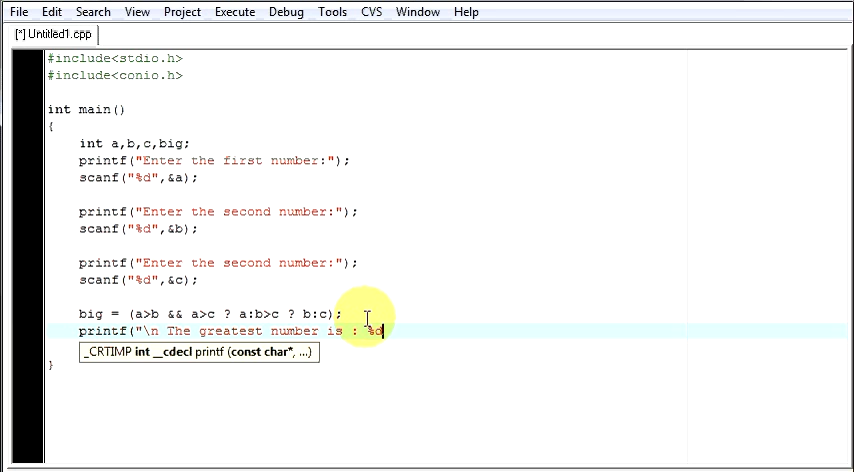 File Edit Search View Project Execute Debug Tools CVS Window Help
[*] Untitled1.cpp
#include<stdio.h>
#include<conio.h>
int main()
{
int a,b,c,big;
printf("Enter the first number:");
scanf("%d",&a);
printf("Enter the second number:");
scanf("%d",&b);
printf("Enter the second number:");
scanf("%d",&c);
big = (a>b && a>c ? a:b>c ? b:c);
printf("\n The greatest number is : %d
_CRTIMP int __cdecl printf (const char*, ...)
}